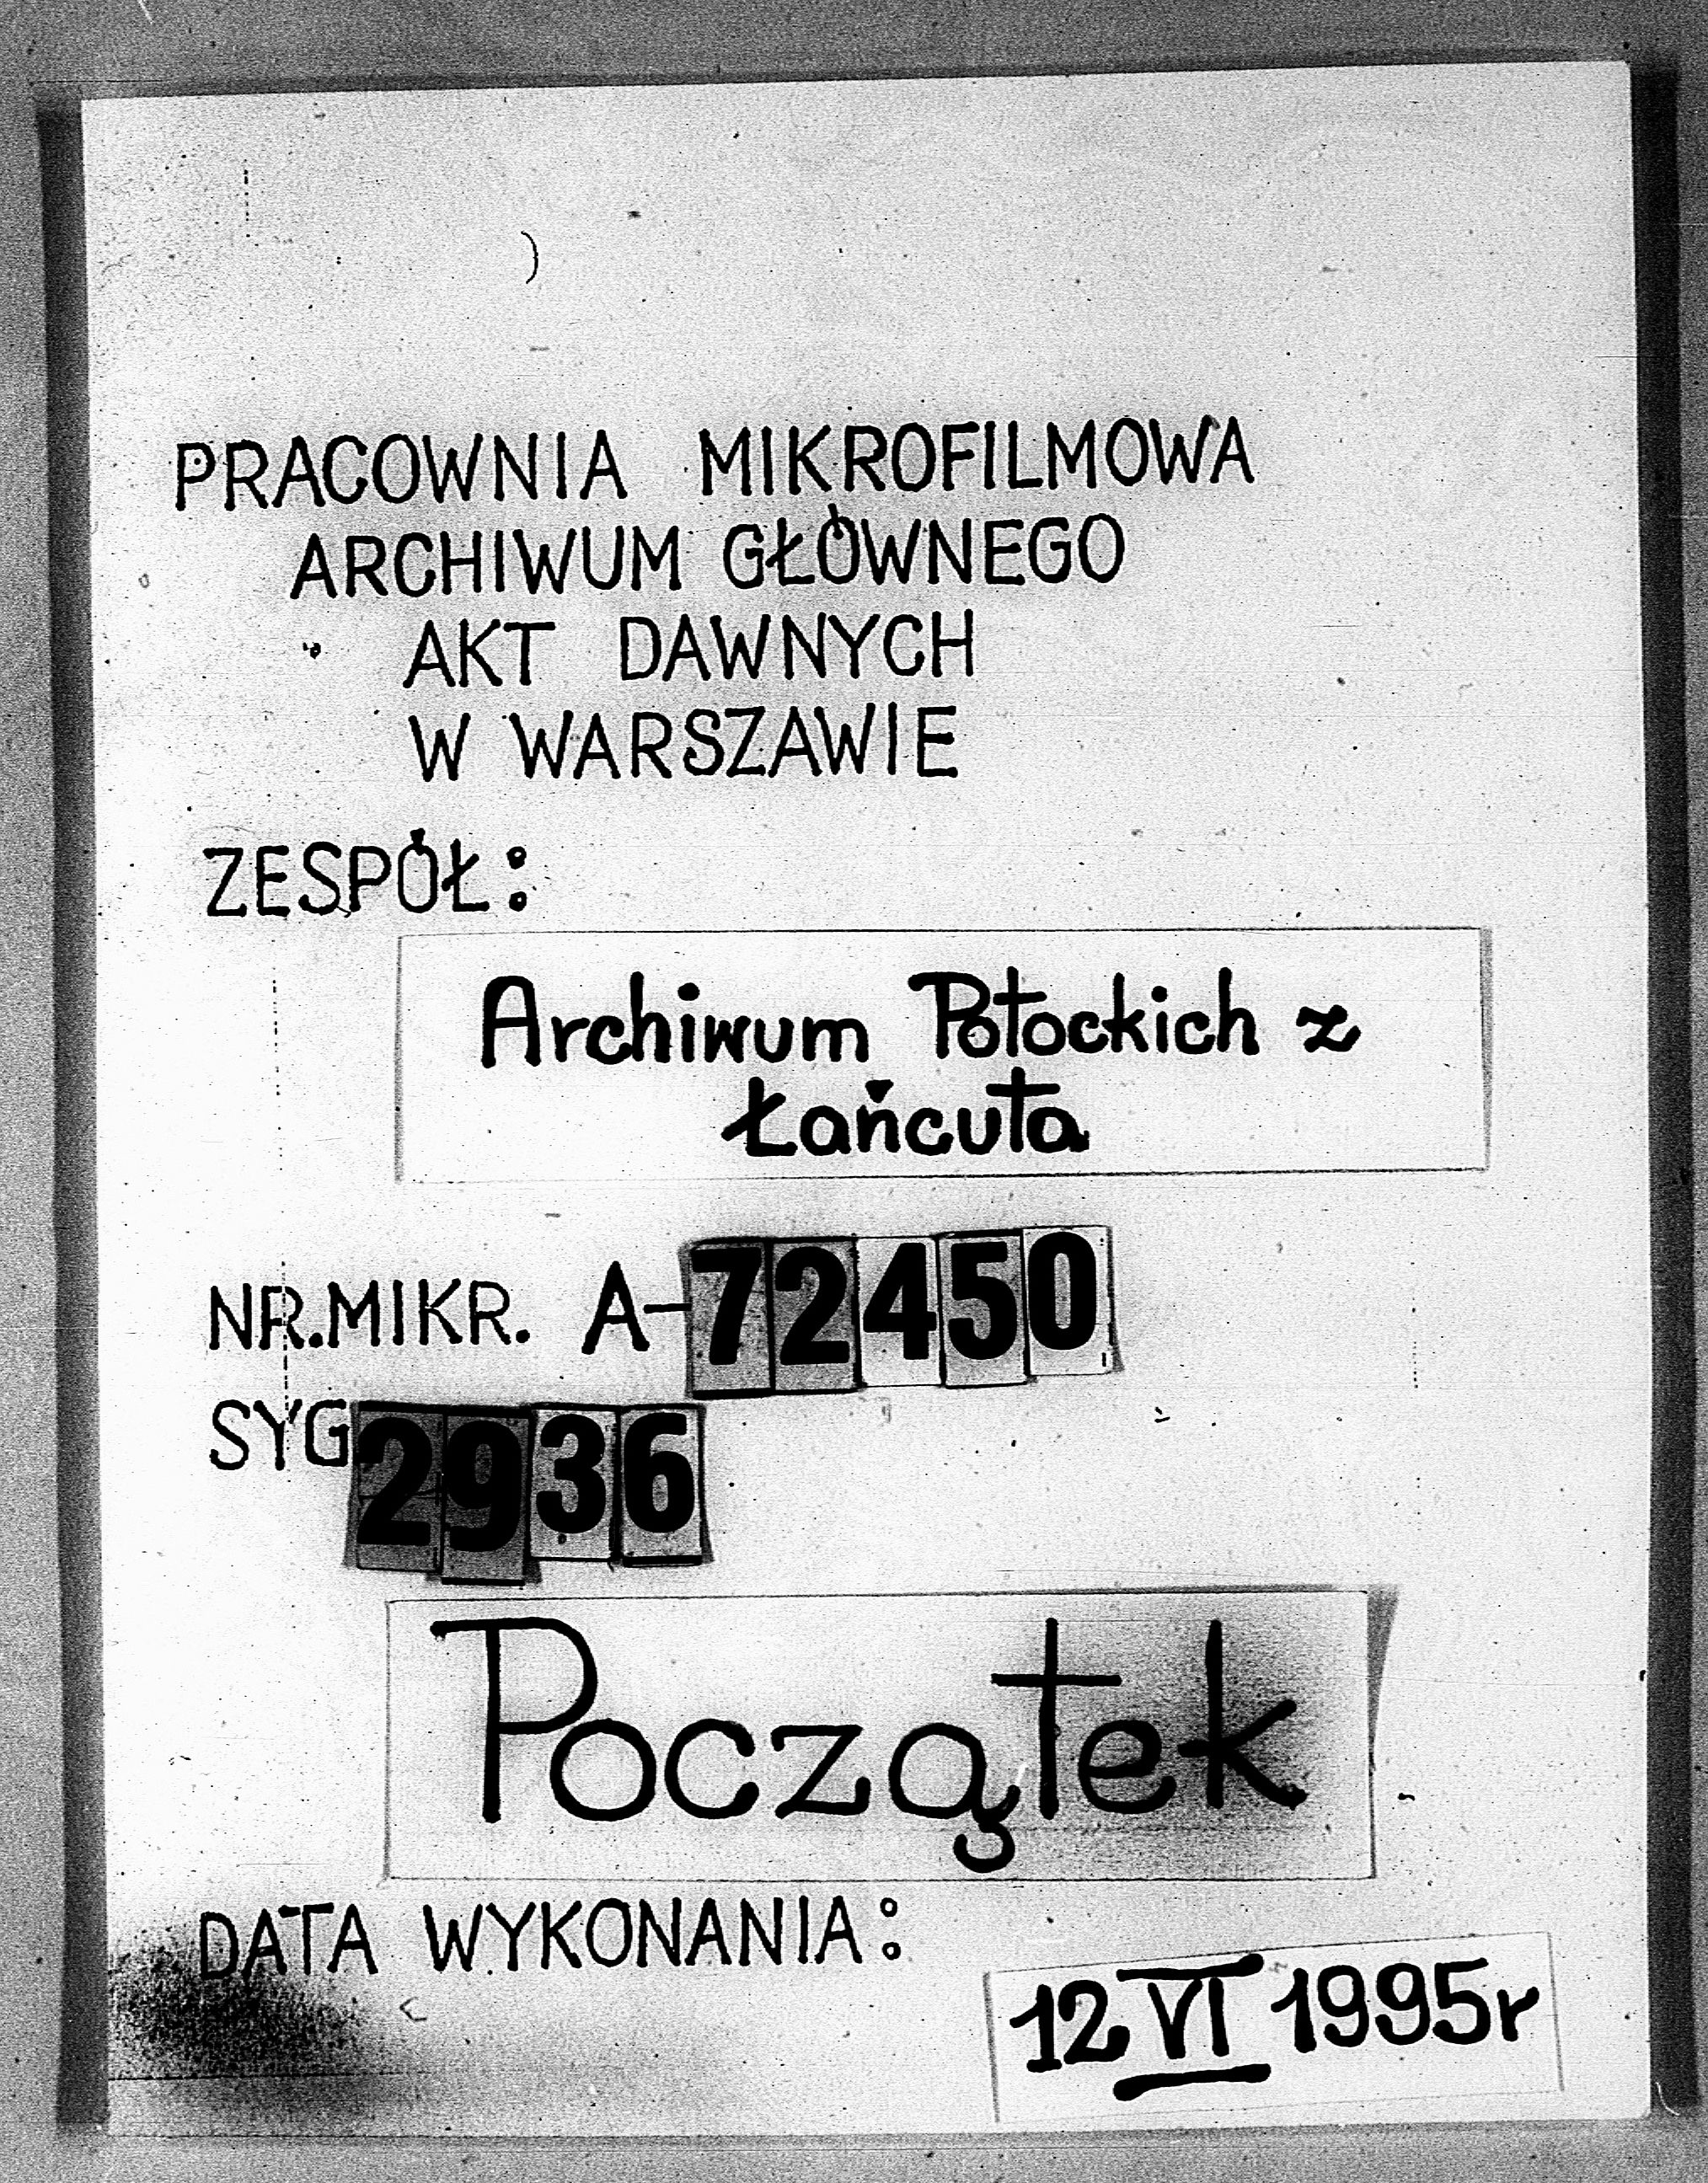 PRACOWNIA MIKROFILMOWA
ARCHIWUM GŁÓWNEGO
AKT DAWNYCH
W WARSZAWIE
ZESPÓŁ:
Archiwum Potockich z
Łańcuta
NR.MIKR. A-72450
SYG 2936
Początek
DATA WYKONANIA:
12 VI 1995r